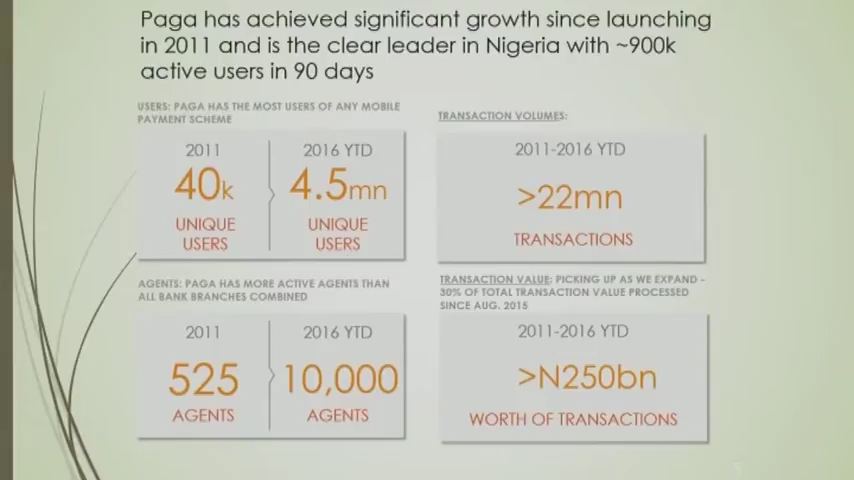 Paga has achieved significant growth since launching
in 2011 and is the clear leader in Nigeria with ~900k
active users in 90 days
USERS: PAGA HAS THE MOST USERS OF ANY MOBILE
PAYMENT SCHEME
2011
40k
UNIQUE
USERS
2016 YTD
4.5mn
UNIQUE
USERS
TRANSACTION VOLUMES:
2011-2016 YTD
>22mn
TRANSACTIONS
AGENTS: PAGA HAS MORE ACTIVE AGENTS THAN
ALL BANK BRANCHES COMBINED
2011
525
AGENTS
2016 YTD
10,000
AGENTS
TRANSACTION VALUE: PICKING UP AS WE EXPAND –
30% OF TOTAL TRANSACTION VALUE PROCESSED
SINCE AUG. 2015
2011-2016 YTD
>N250bn
WORTH OF TRANSACTIONS